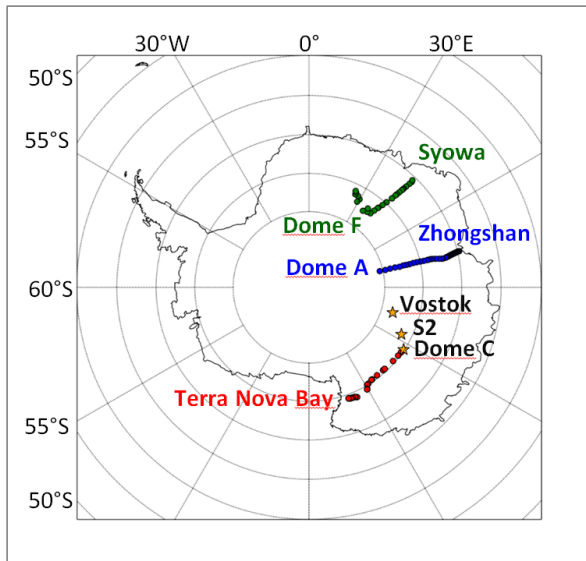 30°W 0° 30°E
50°S
55°S
Syowa
Dome F
Zhongshan
Dome A
60°S
Vostok
S2
Dome C
Terra Nova Bay
55°S
50°S